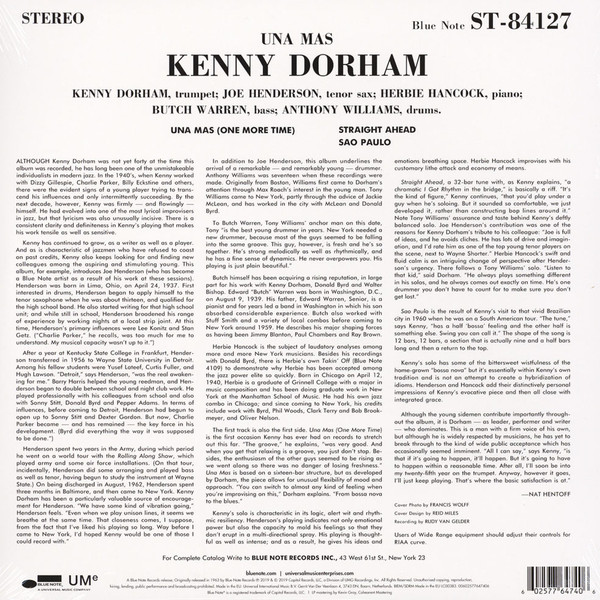 STEREO
Blue Note ST-84127
UNA MAS
KENNY DORHAM
KENNY DORHAM, trumpet; JOE HENDERSON, tenor sax; HERBIE HANCOCK, piano;
BUTCH WARREN, bass; ANTHONY WILLIAMS, drums.
UNA MAS (ONE MORE TIME)
STRAIGHT AHEAD
SAO PAULO
ALTHOUGH Kenny Dorham was not yet forty at the time this
album was recorded, he has long been one of the unmistakable
individualists in modern jazz. In the 1940's, when Kenny worked
with Dizzy Gillespie, Charlie Parker, Billy Eckstine and others,
there were the evident signs of a young player trying to trans-
cend his influences and only intermittently succeeding. By the
next decade, however, Kenny was firmly — and flowingly —
himself. He had evolved into one of the most lyrical improvisers
in jazz, but that lyricism was also unusually incisive. There is a
consistent clarity and definiteness in Kenny's playing that makes
his work tensile as well as sensitive.
Kenny has continued to grow, as a writer as well as a player.
And as is characteristic of jazzmen who have refused to coast
on past credits, Kenny also keeps looking for and finding new
colleagues among the aspiring and stimulating young. This
album, for example, introduces Joe Henderson (who has become
a Blue Note artist as a result of his work on these sessions).
Henderson was born in Lima, Ohio, on April 24, 1937. First
interested in drums, Henderson began to apply himself to the
tenor saxophone when he was about thirteen, and qualified for
the high school band. He also started writing for that high school
unit; and while still in school, Henderson broadened his range
of experience by working nights at a local strip joint. At this
time, Henderson's primary influences were Lee Konitz and Stan
Getz. ("Charlie Parker," he recalls, was too much for me to
understand. My musical capacity wasn't up to it.")
After a year at Kentucky State College in Frankfurt, Hender-
son transferred in 1956 to Wayne State University in Detroit.
Among his fellow students were Yusef Lateef, Curtis Fuller, and
Hugh Lawson. "Detroit," says Henderson, "was the real awaken-
ing for me." Barry Harris helped the young readman, and Hen-
derson began to double between school and night club work. He
played professionally with his colleagues from school and also
with Sonny Stitt, Donald Byrd and Pepper Adams. In terms of
influences, before coming to Detroit, Henderson had begun to
open up to Sonny Stitt and Dexter Gordon. But now, Charlie
Parker became — and has remained — the key force in his
development. (Byrd did everything the way it was supposed
to be done.")
Henderson spent two years in the Army, during which period
he went on a world tour with the Rolling Along Show, which
played army and some air force installations. (On that tour,
incidentally, Henderson did some arranging and played bass
as well as tenor, having begun to study the instrument at Wayne
State.) On being discharged in August, 1962, Henderson spent
three months in Baltimore, and then came to New York. Kenny
Dorham has been a particularly valuable source of encourage-
ment for Henderson. "We have some kind of vibration going,"
Henderson feels. "Even when we play unison lines, it seems we
breathe at the same time. That closeness comes, I suppose,
from the fact that we liked his playing so long. Way before I
came to New York, I'd hoped Kenny would be one of those I
could record with."
In addition to Joe Henderson, this album underlines the
arrival of a remarkable — and remarkably young — drummer.
Anthony Williams was seventeen when these recordings were
made. Originally from Boston, Williams first came to Dorham's
attention through Max Roach's interest in the young man. Tony
Williams came to New York, partly through the advice of Jackie
McLean, and has worked in the city with McLean and Donald
Byrd.
To Butch Warren, Tony Williams' anchor man on this date,
Tony "is the best young drummer in years. New York needed a
new drummer, because most of the guys seemed to be falling
into the same groove. This guy, however, is fresh and he's so
together. He's strong melodically as well as rhythmically, and
he has a fine sense of dynamics. He never overpowers you. His
playing is just plain beautiful."
Butch himself has been acquiring a rising reputation, in large
part for his work with Kenny Dorham, Donald Byrd and Walter
Bishop. Edward "Butch" Warren was born in Washington, D.C.,
on August 9, 1939. His father, Edward Warren, Senior, is a
pianist and for years led a band in Washington in which his son
absorbed considerable experience. Butch also worked with
Stuff Smith and a variety of local combos before coming to
New York around 1959. He describes his major shaping forces
as having been Jimmy Blanton, Paul Chambers and Ray Brown.
Herbie Hancock is the subject of laudatory analyses among
more and more New York musicians. Besides his recordings
with Donald Byrd, there is Herbie's own Takin' Off (Blue Note
4109) to demonstrate why Herbie has been accepted among
the jazz power elite so quickly. Born in Chicago on April 12,
1940, Herbie is a graduate of Grinnell College with a major in
music composition and has been doing graduate work in New
York at the Manhattan School of Music. He had his own jazz
combo in Chicago; and since coming to New York, his credits
include work with Byrd, Phil Woods, Clark Terry and Bob Brook-
meyer, and Oliver Nelson.
The first track is also the first side. Una Mas (One More Time)
is the first occasion Kenny has ever had on records to stretch
out this far. "The groove," he explains, "was very good. And
when you get that relaxing is a groove, you just don't stop. Be-
sides, the enthusiasm of the other guys seemed to be rising as
we went along so there was no danger of losing freshness."
Una Mas is based on a sixteen-bar structure, but as developed
by Dorham, the piece allows for unusual flexibility of mood and
approach. "You can switch to almost any kind of feeling when
you're improvising on this," Dorham explains. "From bossa nova
to the blues."
Kenny's solo is characteristic in its logic, alert wit and rhyth-
mic resiliency. Henderson's playing indicates not only emotional
power but also the capacity to mold his feelings so that they
don't erupt in a multi-directional spray. His playing is thought-
ful as well as intense; and as a result, he gives his ideas and
emotions breathing space. Herbie Hancock improvises with his
customary lithe attack and economy of means.
Straight Ahead, a 32-bar tune with, as Kenny explains, "a
chromatic I Got Rhythm in the bridge," is basically a riff. "It's
the kind of figure," Kenny continues, "that you'd play under a
guy when he's soloing. But it sounded so comfortable, we just
developed it, rather than constructing bop lines around it."
Note Tony Williams' assurance and taste behind Kenny's deftly
balanced solo. Joe Henderson's contribution was one of the
reasons for Kenny Dorham's tribute to his colleague: "Joe is full
of ideas, and he avoids cliches. He has lots of drive and imagin-
ation, and I'd rate him as one of the top young tenor players on
the scene, next to Wayne Shorter." Herbie Hancock's swift and
fluid calm is an intriguing change of perspective after Hender-
son's urgency. There follows a Tony Williams' solo. "Listen to
that kid," said Dorham. "He always plays something different
in his solos, and he always comes out exactly on time. He's one
drummer you don't have to count for to make sure you don't
get lost."
Sao Paulo is the result of Kenny's visit to that vivid Brazilian
city in 1960 when he was on a South American tour. "The tune,"
says Kenny, "has a half 'bossa' feeling and the other half is
something else. Swing you can call it." The shape of the song is
12 bars, 12 bars, a section that is actually nine and a half bars
long and then a return to the top.
Kenny's solo has some of the bittersweet wistfulness of the
home-grown "bossa nova" but it's essentially within Kenny's own
tradition and is not an attempt to create a hybridization of
idioms. Henderson and Hancock add their distinctively personal
impressions of Kenny's evocative piece and then all close with
integrated grace.
Although the young sidemen contribute importantly through-
out the album, it is Dorham — as leader, performer and writer
— who dominates. This is a man with a firm voice of his own,
but although he is widely respected by musicians, he has yet to
break through to the kind of wide public acceptance which has
occasionally seemed imminent. "All I can say," says Kenny, "is
that if it's going to happen, it'll happen. But it's going to have
to happen within a reasonable time. After all, I'll soon be into
my twenty-fifth year on the trumpet. Anyway, however it goes,
I'll just keep playing. That's where the basic satisfaction is at."
—NAT HENTOFF
Cover Photo by FRANCIS WOLFF
Cover Design by REID MILES
Recording by RUDY VAN GELDER
Users of Wide Range equipment should adjust their controls for
RIAA curve.
For Complete Catalog Write to BLUE NOTE RECORDS INC., 43 West 61st St., New York 23
BLUE NOTE
A UNIVERSAL MUSIC COMPANY
UMe
bluenote.com | universalmusicenterprises.com
6 02577 64740 6